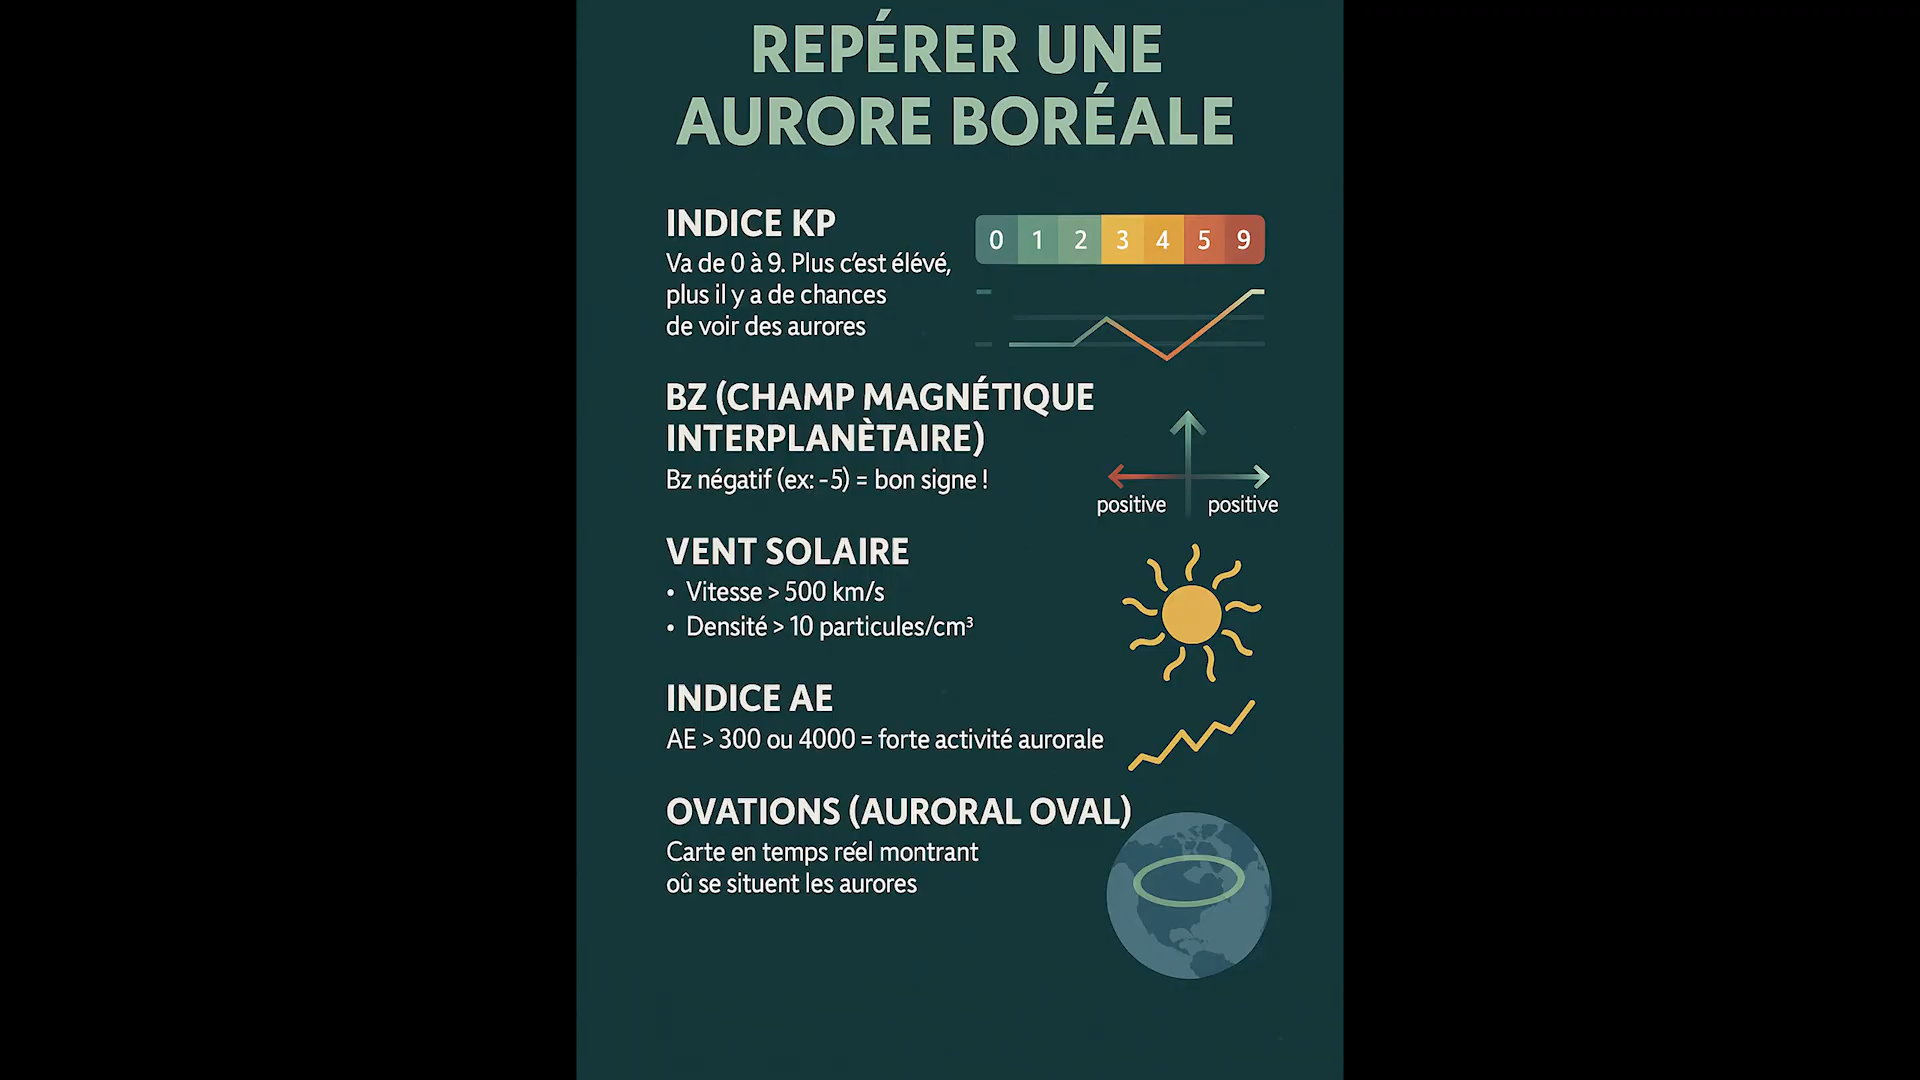 REPÉRER UNE
AURORE BORÉALE
INDICE KP
Va de 0 à 9. Plus c'est élévé,
plus il y a de chances
de voir des aurores
0 1 2 3 4 5 9
BZ (CHAMP MAGNÉTIQUE
INTERPLANÈTAIRE)
Bz négatif (ex: -5) = bon signe !
positive positive
VENT SOLAIRE
• Vitesse > 500 km/s
• Densité > 10 particules/cm³
INDICE AE
AE > 300 ou 4000 = forte activité aurorale
OVATIONS (AURORAL OVAL)
Carte en temps réel montrant
oû se situent les aurores